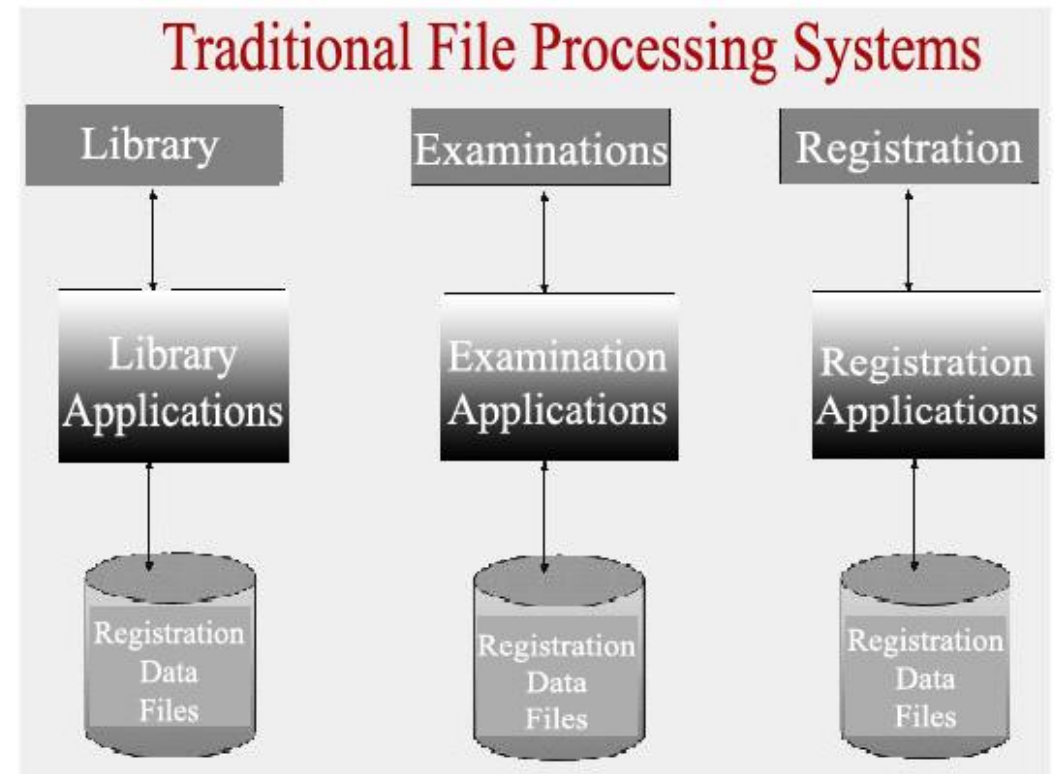 Traditional File Processing Systems
Library
Examinations
Registration
Library
Applications
Examination
Applications
Registration
Applications
Registration
Data
Files
Registration
Data
Files
Registration
Data
Files